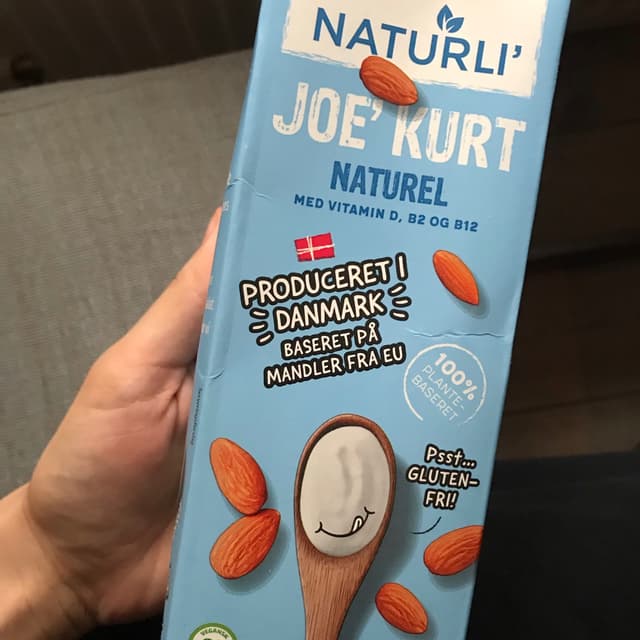 NATURLI'
JOE' KURT
NATUREL
MED VITAMIN D, B2 OG B12
PRODUCERET I
DANMARK
BASERET PÅ
MANDLER FRA EU
100%
PLANTE-
BASERET
Psst...
GLUTEN-
FRI!
VEGANSK